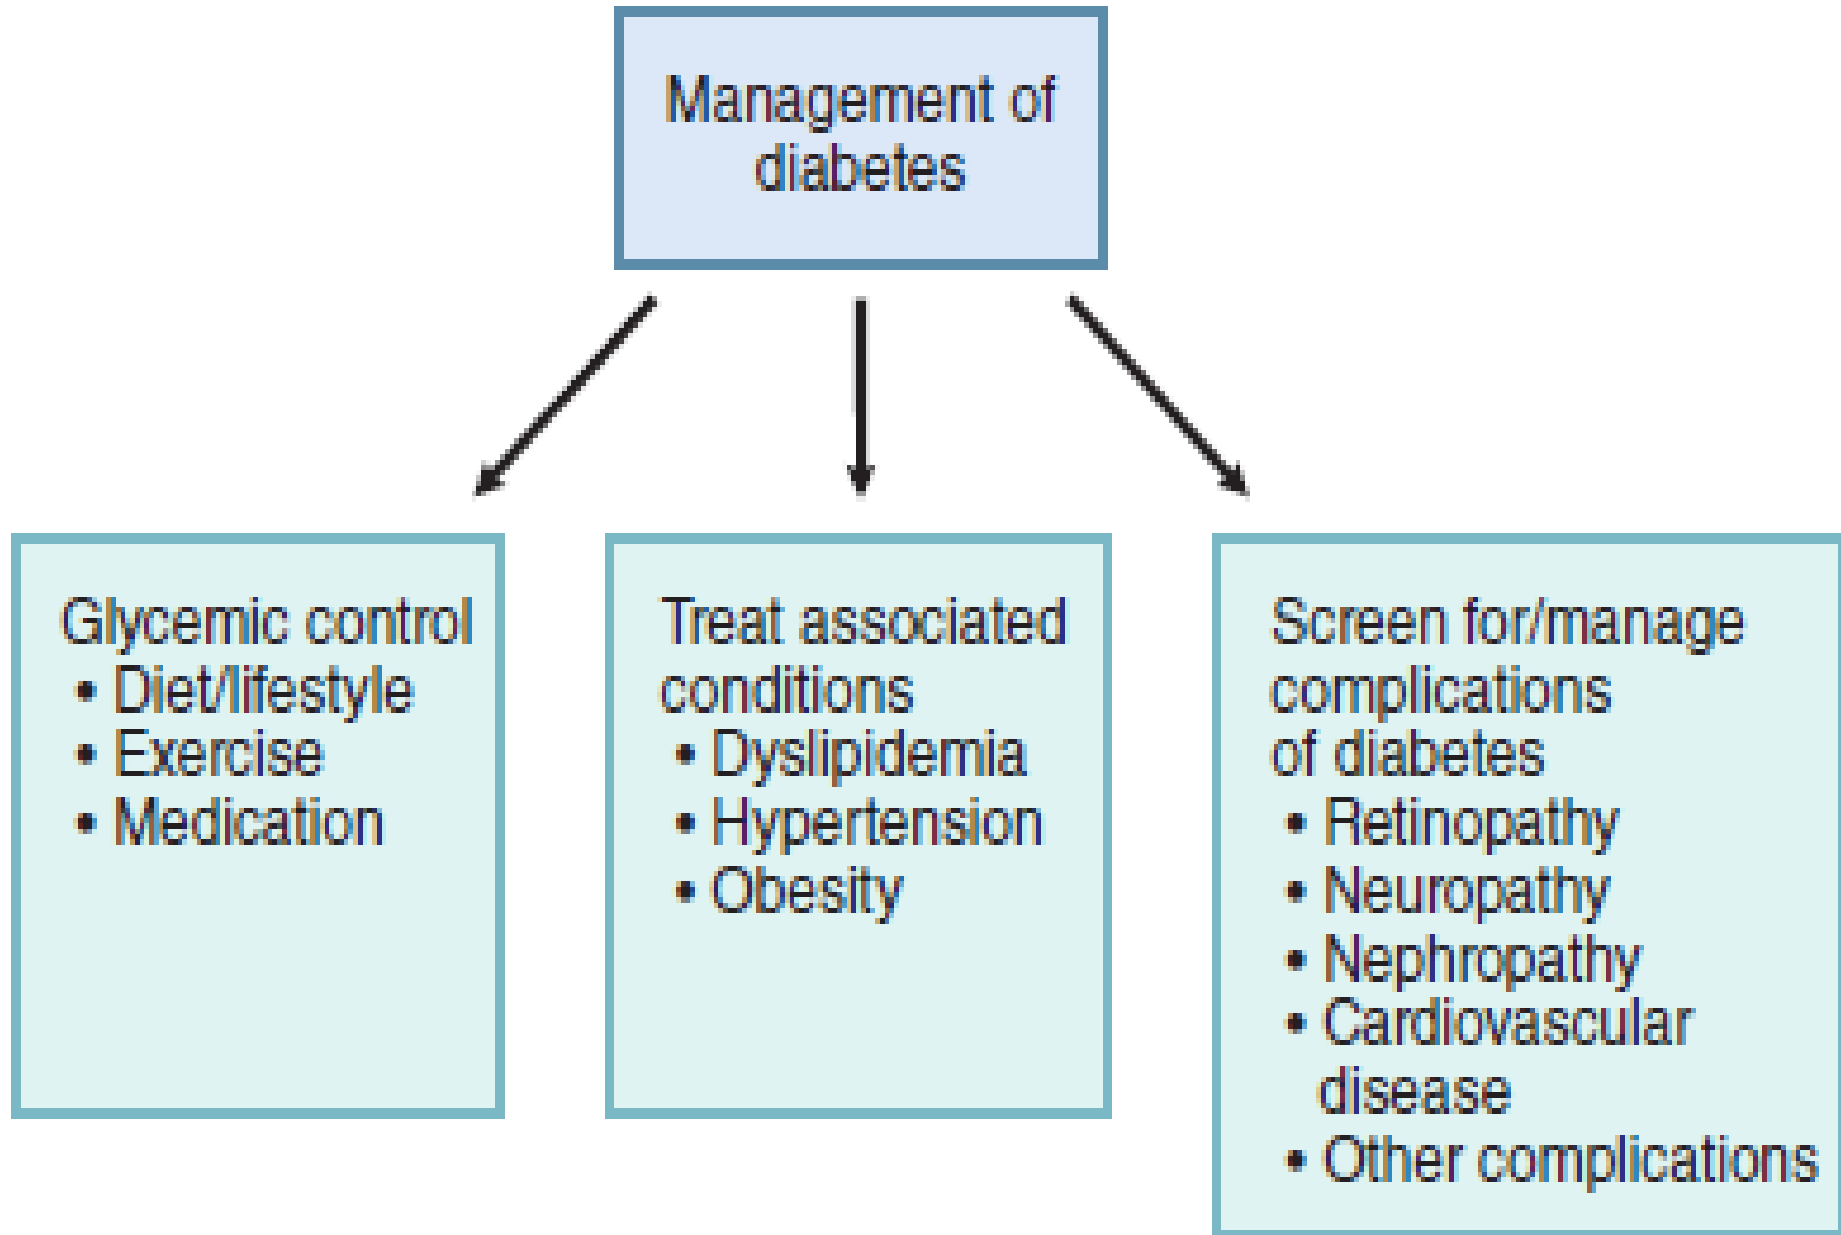 Management of
diabetes
Glycemic control
• Diet/lifestyle
• Exercise
• Medication
Treat associated
conditions
• Dyslipidemia
• Hypertension
• Obesity
Screen for/manage
complications
of diabetes
• Retinopathy
• Neuropathy
• Nephropathy
• Cardiovascular
disease
• Other complications